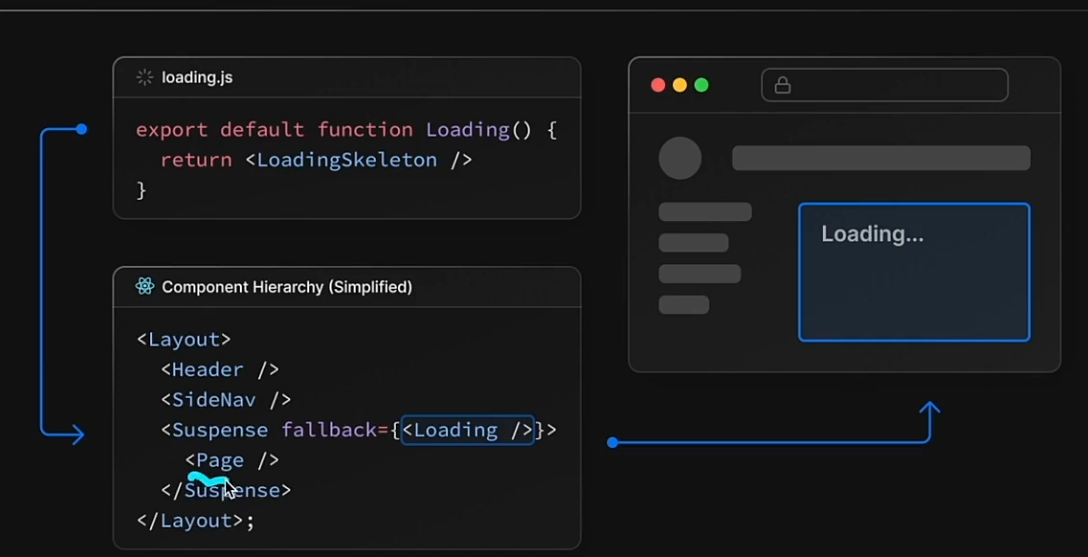 loading.js
export default function Loading() {
  return <LoadingSkeleton />
}
Component Hierarchy (Simplified)
<Layout>
  <Header />
  <SideNav />
  <Suspense fallback={<Loading />}>
    <Page />
  </Suspense>
</Layout>;
Loading...